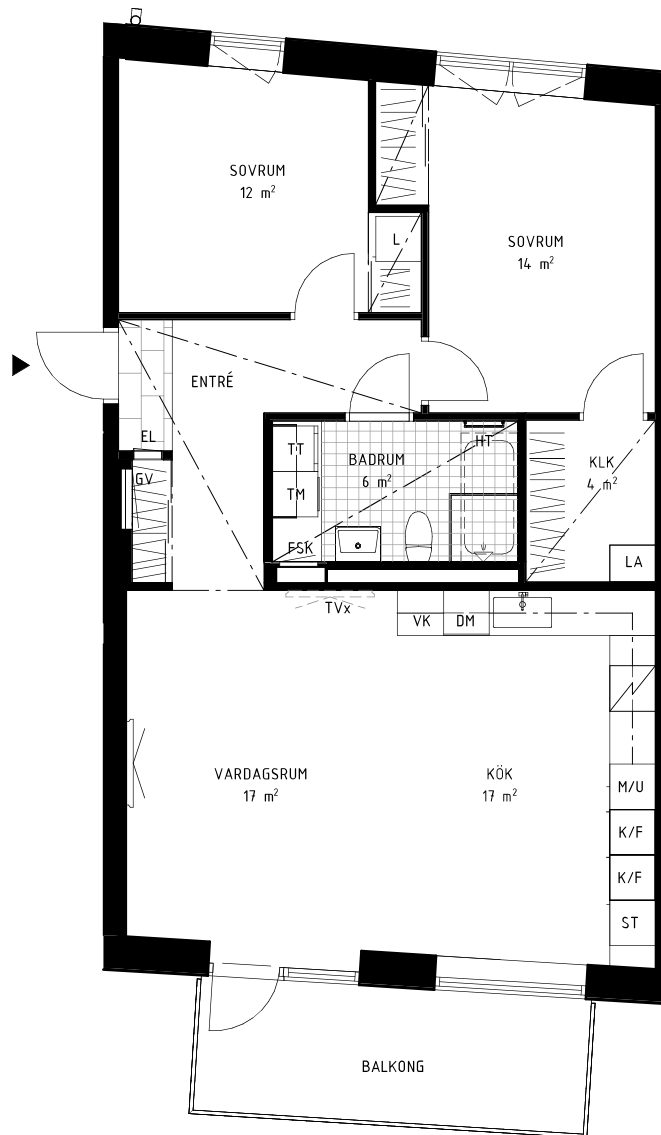 SOVRUM
12 m²
L
SOVRUM
14 m²
ENTRÉ
EL
GV
TT
TM
BADRUM
6 m²
HT
FSK
KLK
4 m²
LA
TVx
VK
DM
VARDAGSRUM
17 m²
KÖK
17 m²
M/U
K/F
K/F
ST
BALKONG